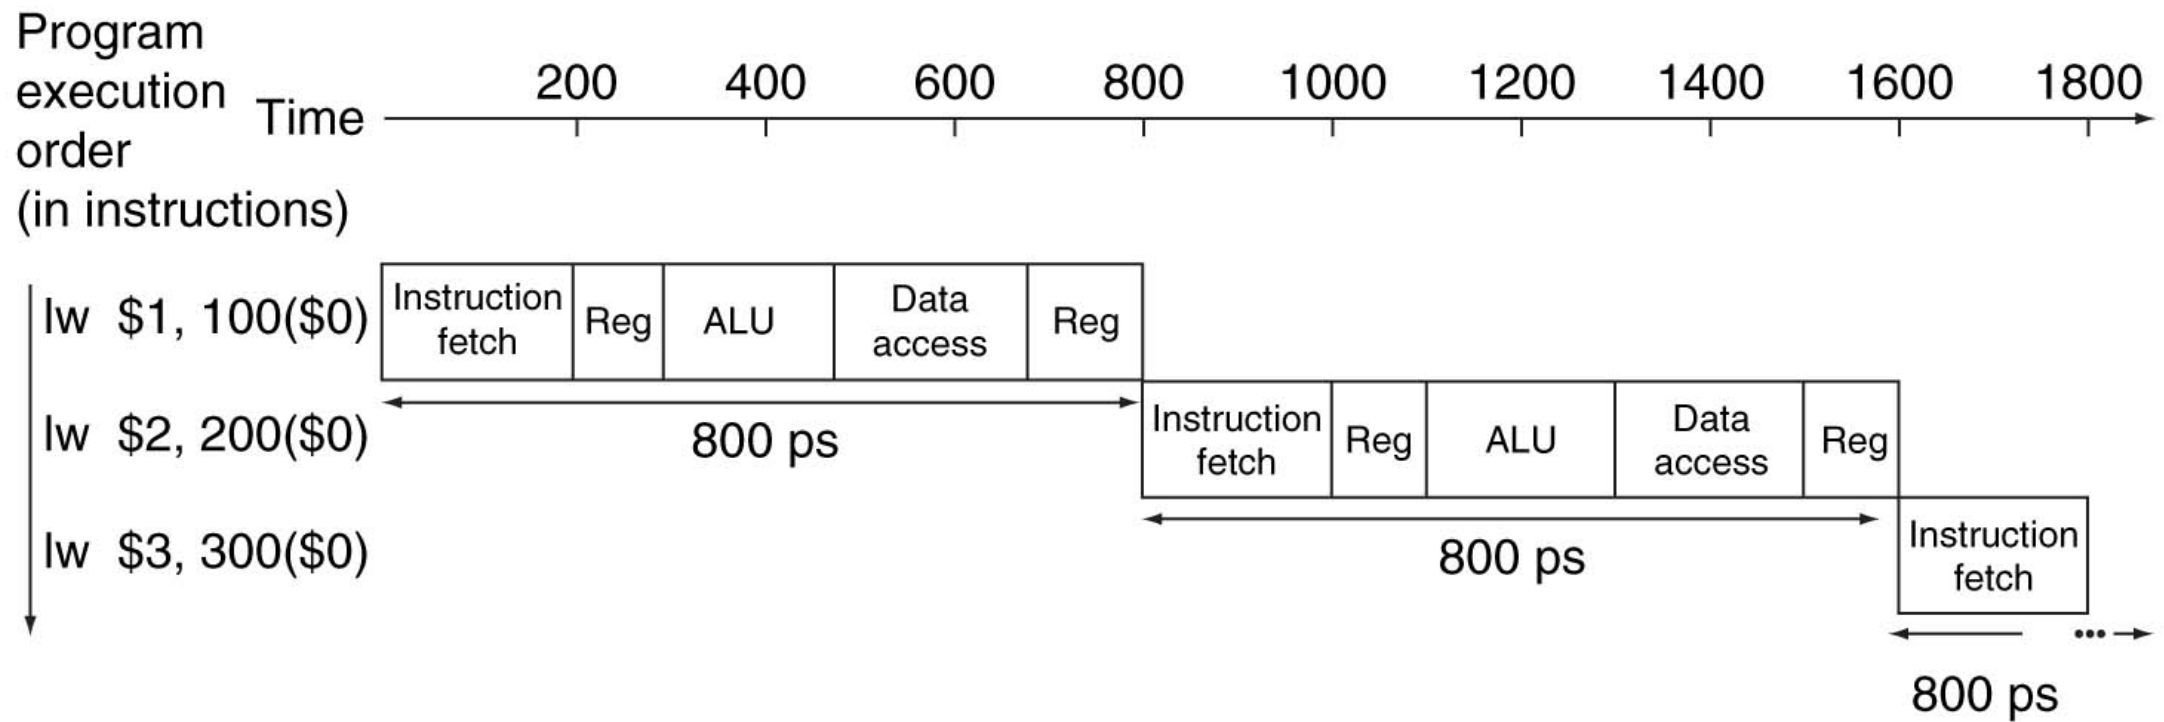 Program
execution
order
(in instructions)
Time
200 400 600 800 1000 1200 1400 1600 1800
lw $1, 100($0)
Instruction
fetch
Reg
ALU
Data
access
Reg
800 ps
lw $2, 200($0)
Instruction
fetch
Reg
ALU
Data
access
Reg
800 ps
lw $3, 300($0)
Instruction
fetch
•••
800 ps